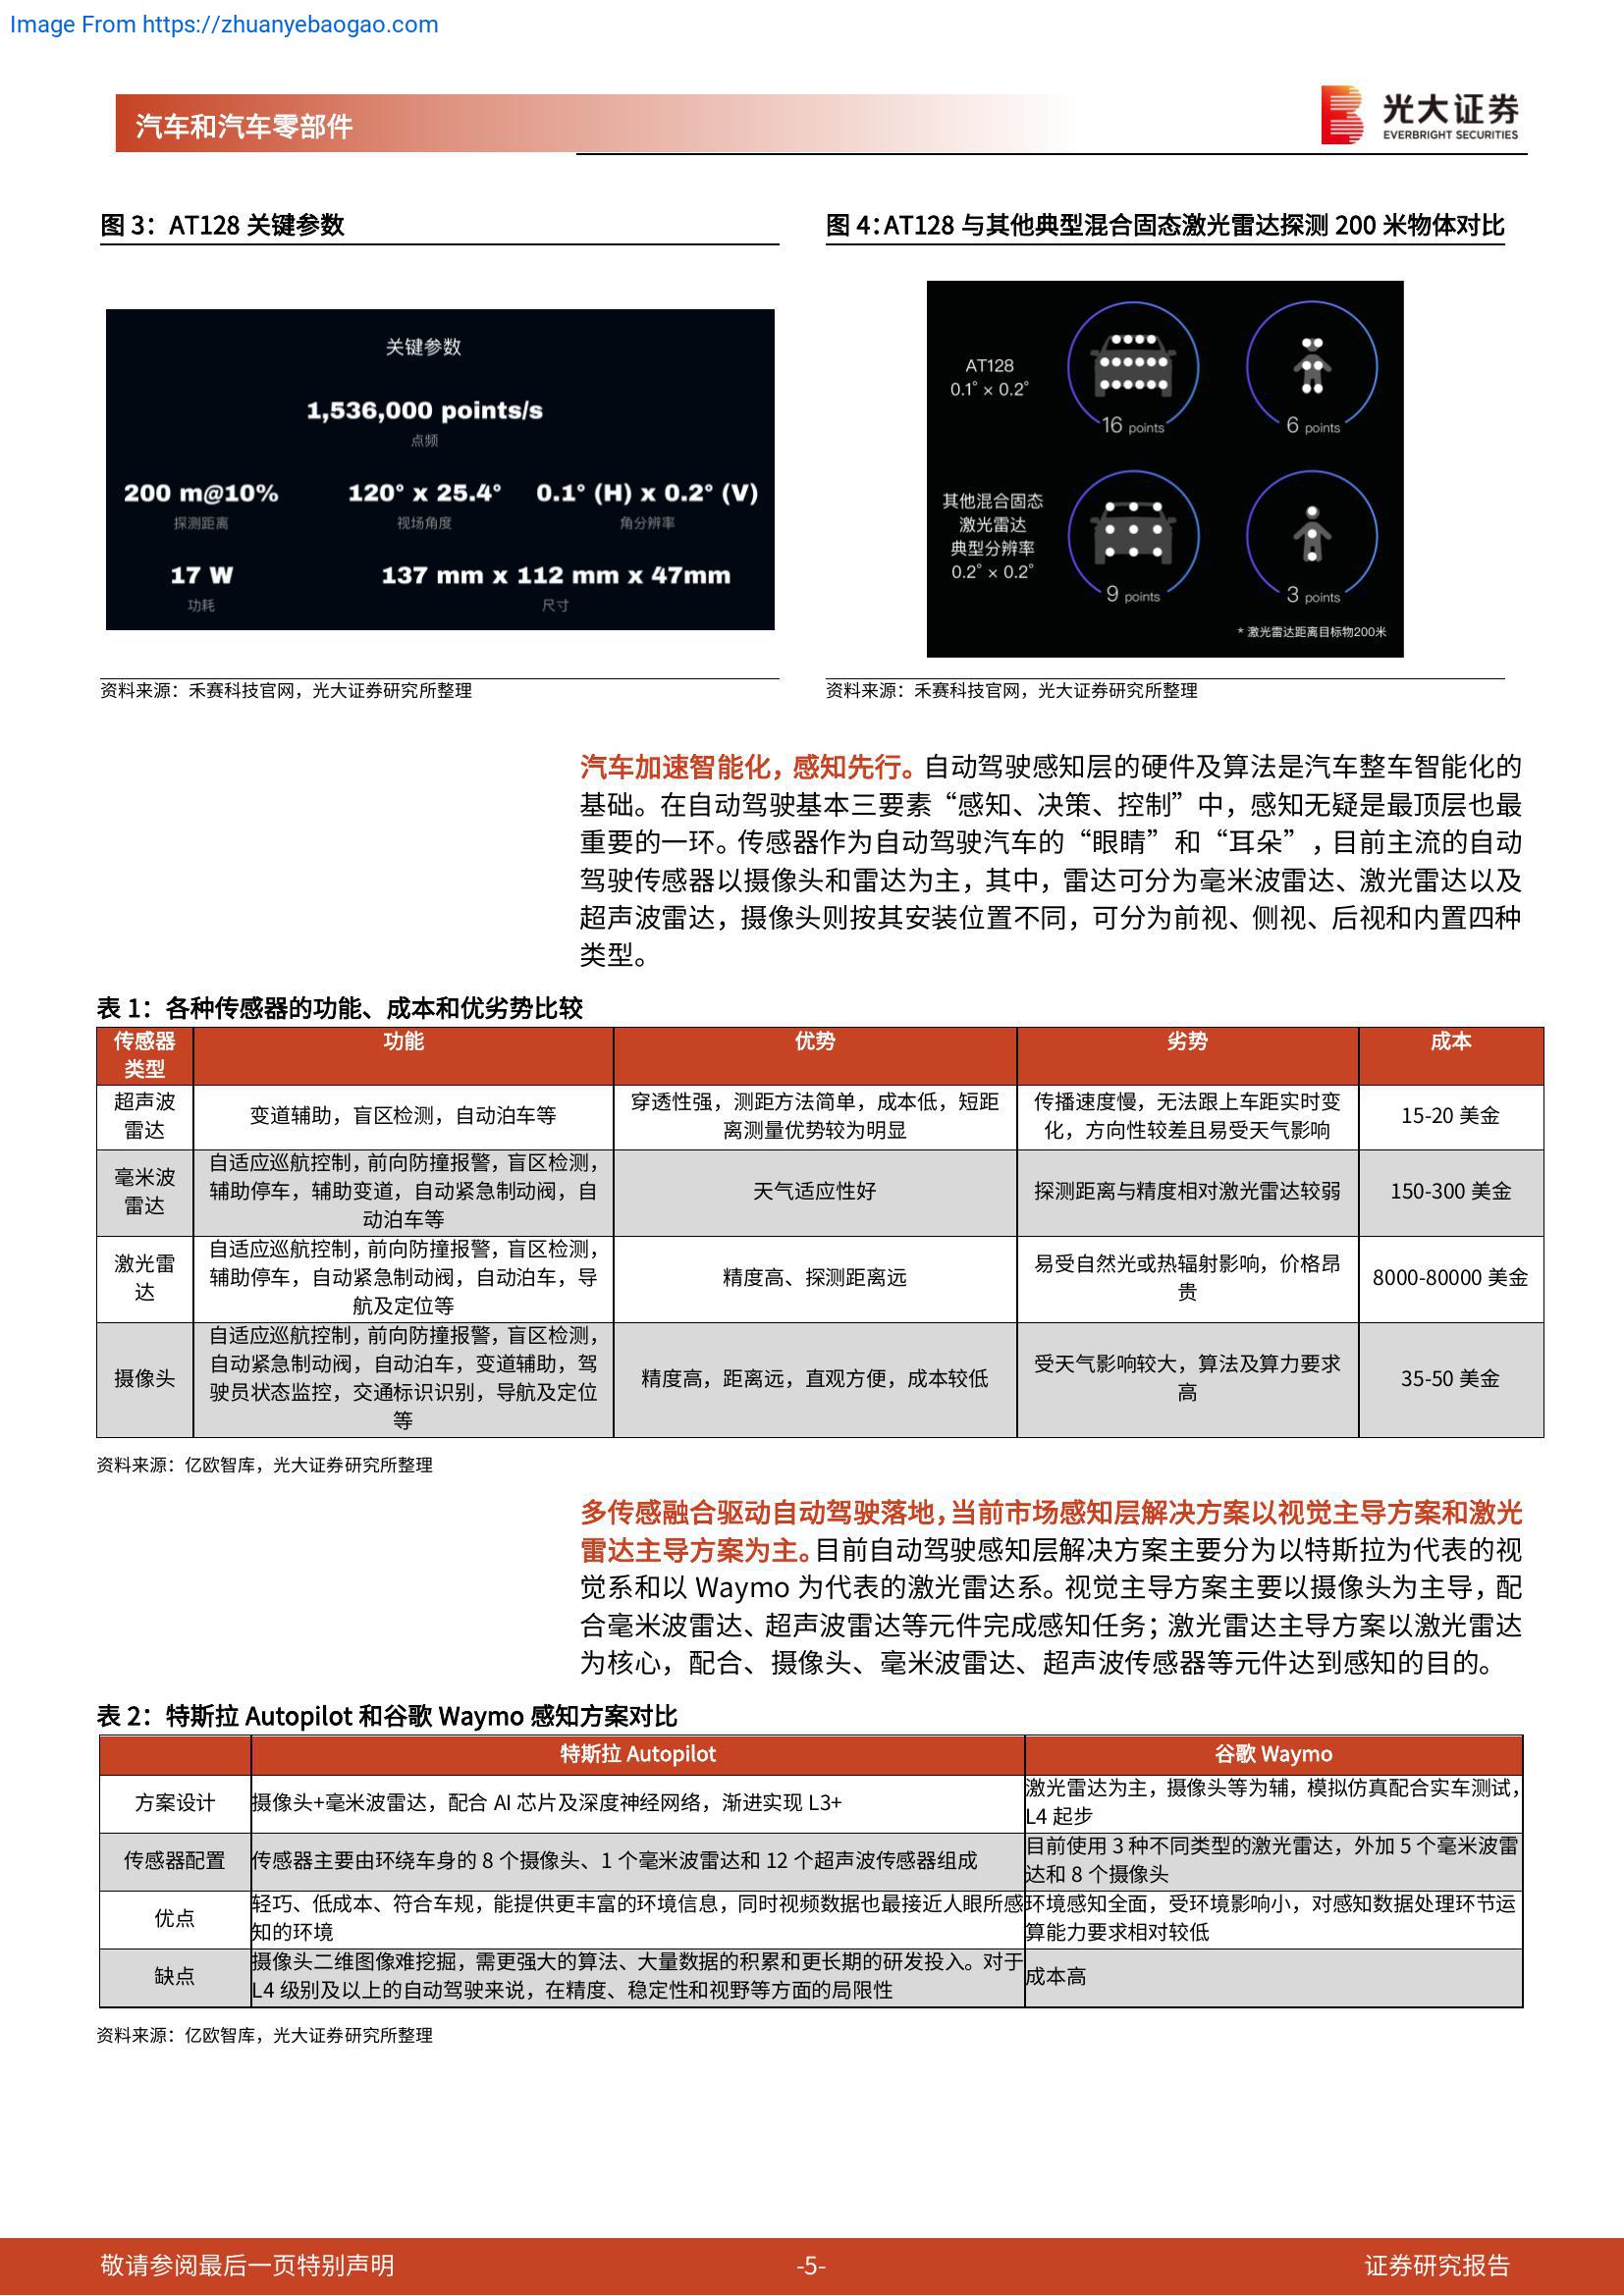 Image From https://zhuanyebaogao.com
汽车和汽车零部件
光大证券
EVERBRIGHT SECURITIES
图 3：AT128 关键参数
关键参数
1,536,000 points/s
点频
200 m@10%
120° x 25.4°
0.1° (H) x 0.2° (V)
探测距离
视场角度
角分辨率
17 W
137 mm x 112 mm x 47mm
功耗
尺寸
资料来源：禾赛科技官网，光大证券研究所整理
图 4：AT128 与其他典型混合固态激光雷达探测 200 米物体对比
AT128
0.1° × 0.2°
16 points
6 points
其他混合固态
激光雷达
典型分辨率
0.2° × 0.2°
9 points
3 points
* 激光雷达距离目标物200米
资料来源：禾赛科技官网，光大证券研究所整理
汽车加速智能化，感知先行。自动驾驶感知层的硬件及算法是汽车整车智能化的
基础。在自动驾驶基本三要素“感知、决策、控制”中，感知无疑是最顶层也最
重要的一环。传感器作为自动驾驶汽车的“眼睛”和“耳朵”，目前主流的自动
驾驶传感器以摄像头和雷达为主，其中，雷达可分为毫米波雷达、激光雷达以及
超声波雷达，摄像头则按其安装位置不同，可分为前视、侧视、后视和内置四种
类型。
表 1：各种传感器的功能、成本和优劣势比较
传感器
类型
功能
优势
劣势
成本
超声波
雷达
变道辅助，盲区检测，自动泊车等
穿透性强，测距方法简单，成本低，短距
离测量优势较为明显
传播速度慢，无法跟上车距实时变
化，方向性较差且易受天气影响
15-20 美金
毫米波
雷达
自适应巡航控制，前向防撞报警，盲区检测，
辅助停车，辅助变道，自动紧急制动阀，自
动泊车等
天气适应性好
探测距离与精度相对激光雷达较弱
150-300 美金
激光雷
达
自适应巡航控制，前向防撞报警，盲区检测，
辅助停车，自动紧急制动阀，自动泊车，导
航及定位等
精度高、探测距离远
易受自然光或热辐射影响，价格昂
贵
8000-80000 美金
摄像头
自适应巡航控制，前向防撞报警，盲区检测，
自动紧急制动阀，自动泊车，变道辅助，驾
驶员状态监控，交通标识识别，导航及定位
等
精度高，距离远，直观方便，成本较低
受天气影响较大，算法及算力要求
高
35-50 美金
资料来源：亿欧智库，光大证券研究所整理
多传感融合驱动自动驾驶落地，当前市场感知层解决方案以视觉主导方案和激光
雷达主导方案为主。目前自动驾驶感知层解决方案主要分为以特斯拉为代表的视
觉系和以 Waymo 为代表的激光雷达系。视觉主导方案主要以摄像头为主导，配
合毫米波雷达、超声波雷达等元件完成感知任务；激光雷达主导方案以激光雷达
为核心，配合、摄像头、毫米波雷达、超声波传感器等元件达到感知的目的。
表 2：特斯拉 Autopilot 和谷歌 Waymo 感知方案对比
特斯拉 Autopilot
谷歌 Waymo
方案设计
摄像头+毫米波雷达，配合 AI 芯片及深度神经网络，渐进实现 L3+
激光雷达为主，摄像头等为辅，模拟仿真配合实车测试，
L4 起步
传感器配置
传感器主要由环绕车身的 8 个摄像头、1 个毫米波雷达和 12 个超声波传感器组成
目前使用 3 种不同类型的激光雷达，外加 5 个毫米波雷
达和 8 个摄像头
优点
轻巧、低成本、符合车规，能提供更丰富的环境信息，同时视频数据也最接近人眼所感
知的环境
环境感知全面，受环境影响小，对感知数据处理环节运
算能力要求相对较低
缺点
摄像头二维图像难挖掘，需更强大的算法、大量数据的积累和更长期的研发投入。对于
L4 级别及以上的自动驾驶来说，在精度、稳定性和视野等方面的局限性
成本高
资料来源：亿欧智库，光大证券研究所整理
敬请参阅最后一页特别声明
-5-
证券研究报告